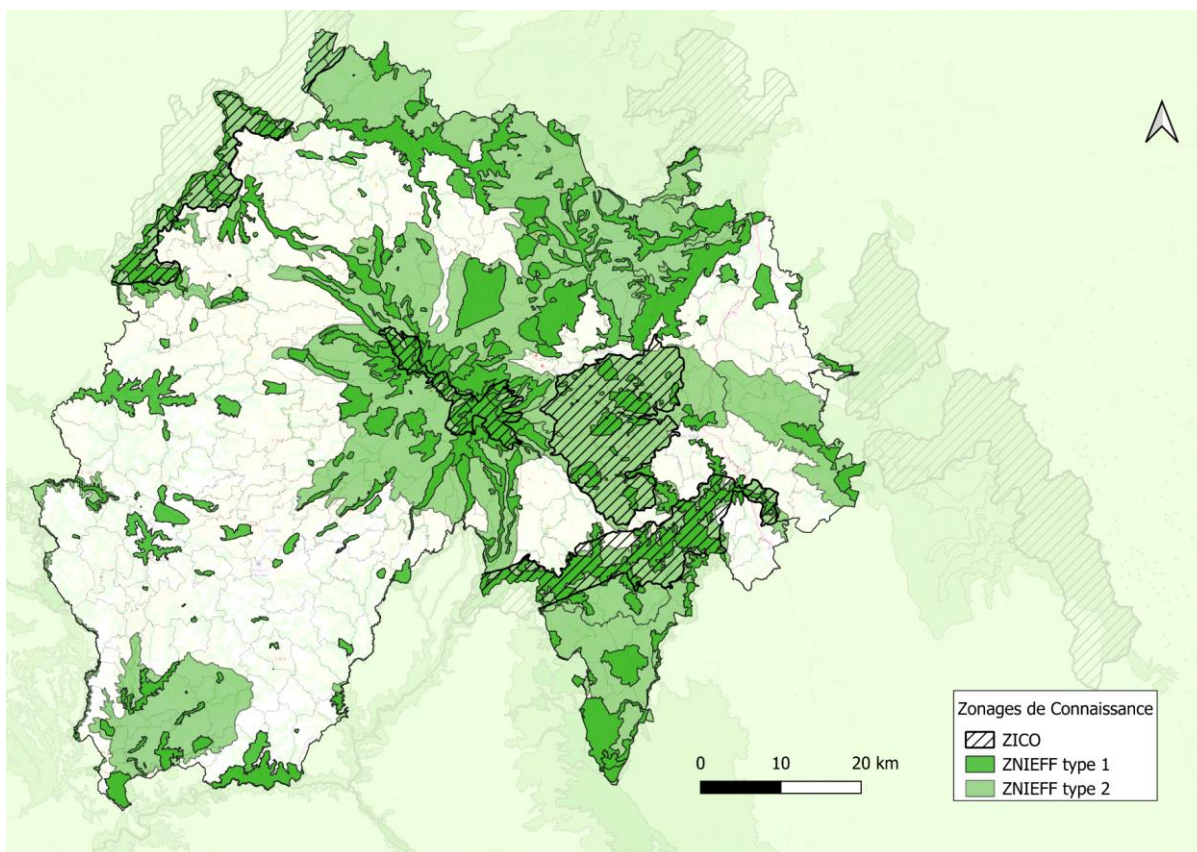 Zonages de Connaissance
ZICO
ZNIEFF type 1
ZNIEFF type 2
0 10 20 km